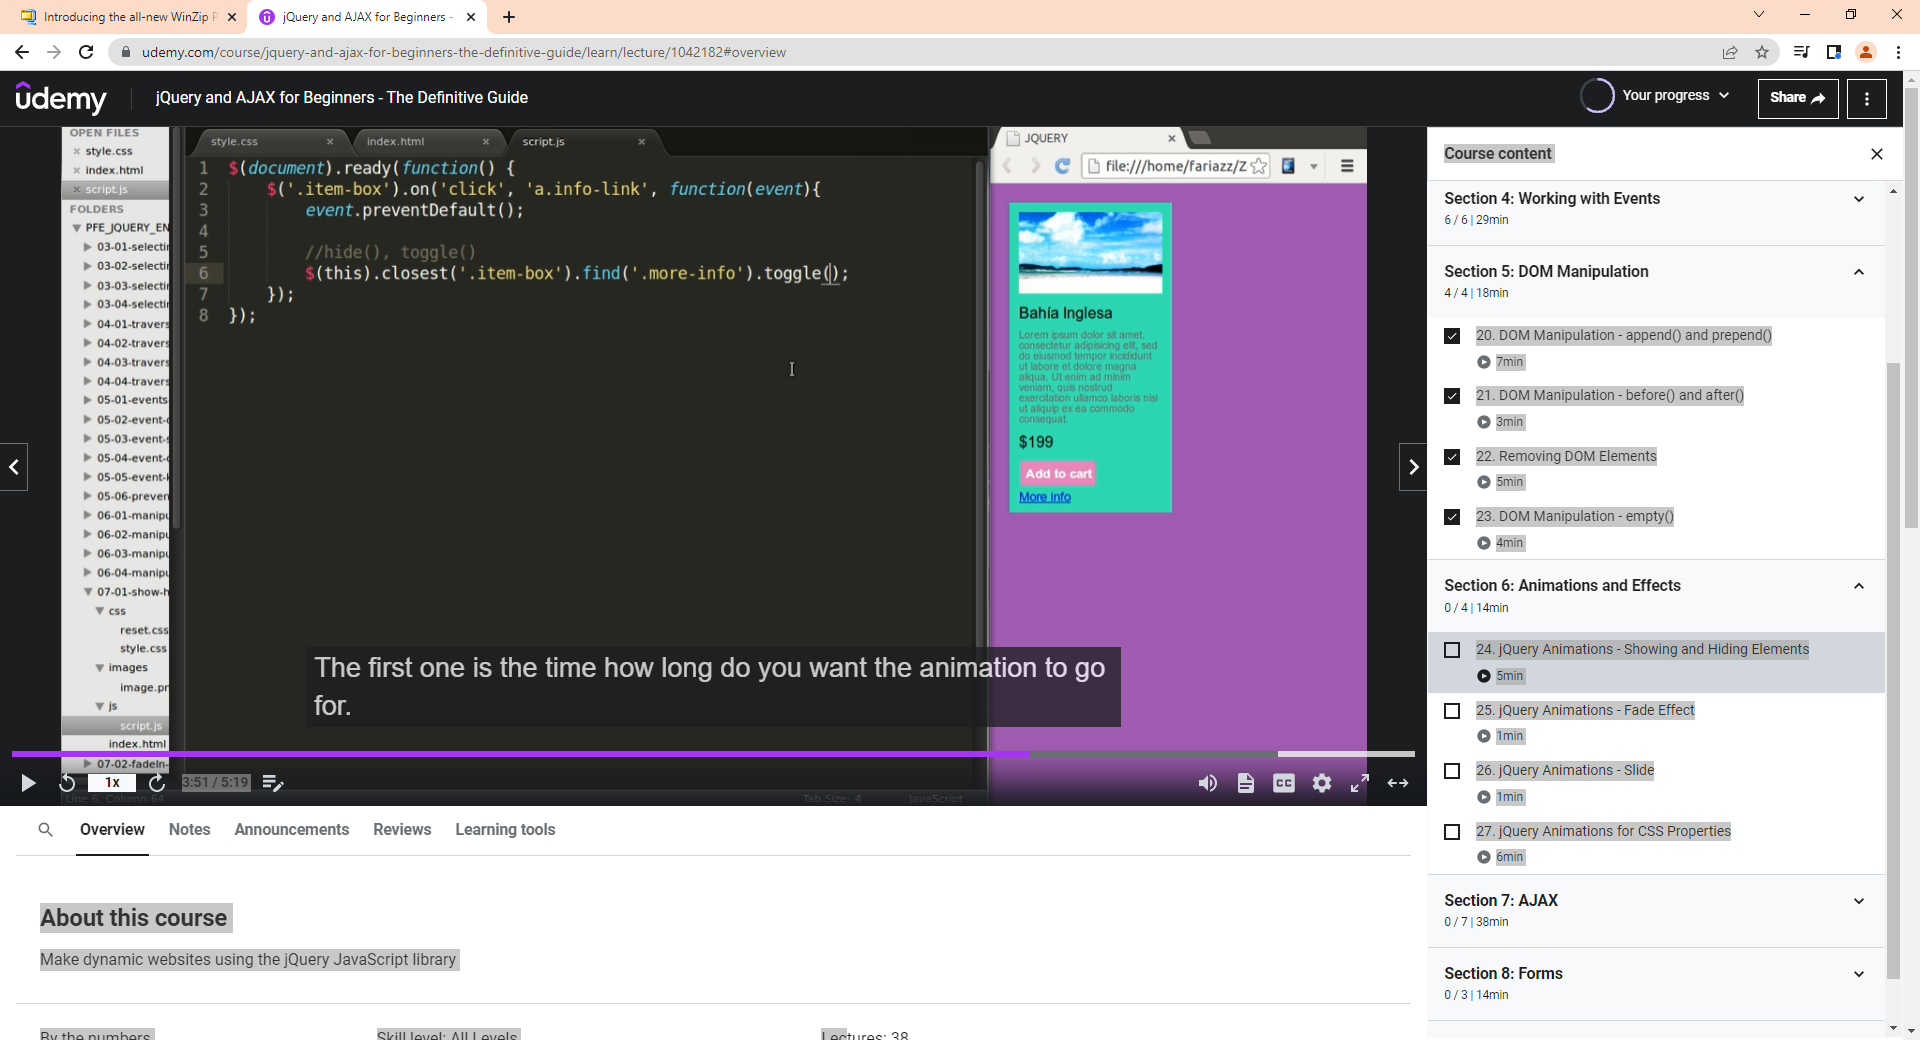 Introducing the all-new WinZip P
jQuery and AJAX for Beginners -
udemy.com/course/jquery-and-ajax-for-beginners-the-definitive-guide/learn/lecture/1042182#overview
udemy
jQuery and AJAX for Beginners - The Definitive Guide
Your progress
Share
OPEN FILES
style.css
index.html
script.js
FOLDERS
PFE_JQUERY_EN
03-01-selectin
03-02-selectin
03-03-selectin
03-04-selectin
04-01-travers
04-02-travers
04-03-travers
04-04-travers
05-01-events
05-02-event-
05-03-event-s
05-04-event-
05-05-event-
05-06-preven
06-01-manipu
06-02-manipu
06-03-manipu
06-04-manipu
07-01-show-h
css
reset.css
style.css
images
image.pr
js
script.js
index.html
07-02-fadeIn-
style.css
index.html
script.js
1 $(document).ready(function() {
2 $('.item-box').on('click', 'a.info-link', function(event){
3 event.preventDefault();
4
5 //hide(), toggle()
6 $(this).closest('.item-box').find('.more-info').toggle();
7 });
8 });
JQUERY
file:///home/fariazz/Z
Bahía Inglesa
Lorem ipsum dolor sit amet,
consectetur adipisicing elit, sed
do eiusmod tempor incididunt
ut labore et dolore magna
aliqua. Ut enim ad minim
veniam, quis nostrud
exercitation ullamco laboris nisi
ut aliquip ex ea commodo
consequat.
$199
Add to cart
More info
The first one is the time how long do you want the animation to go
for.
1x
3:51 / 5:19
CC
Line 6, Column 64
Tab Size: 4
JavaScript
Course content
Section 4: Working with Events
6 / 6 | 29min
Section 5: DOM Manipulation
4 / 4 | 18min
20. DOM Manipulation - append() and prepend()
7min
21. DOM Manipulation - before() and after()
3min
22. Removing DOM Elements
5min
23. DOM Manipulation - empty()
4min
Section 6: Animations and Effects
0 / 4 | 14min
24. jQuery Animations - Showing and Hiding Elements
5min
25. jQuery Animations - Fade Effect
1min
26. jQuery Animations - Slide
1min
27. jQuery Animations for CSS Properties
6min
Section 7: AJAX
0 / 7 | 38min
Section 8: Forms
0 / 3 | 14min
Overview
Notes
Announcements
Reviews
Learning tools
About this course
Make dynamic websites using the jQuery JavaScript library
By the numbers
Skill level: All Levels
Lectures: 38